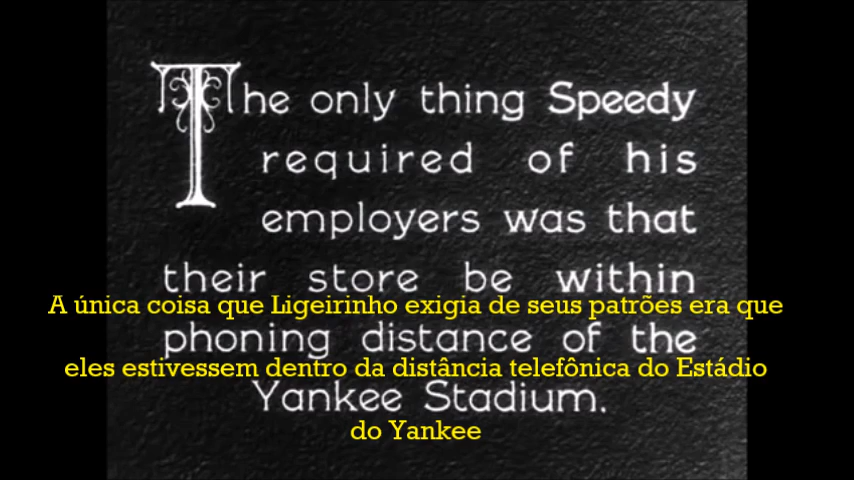 The only thing Speedy
required of his
employers was that
their store be within
A única coisa que Ligeirinho exigia de seus patrões era que
phoning distance of the
eles estivessem dentro da distância telefônica do Estádio
Yankee Stadium.
do Yankee